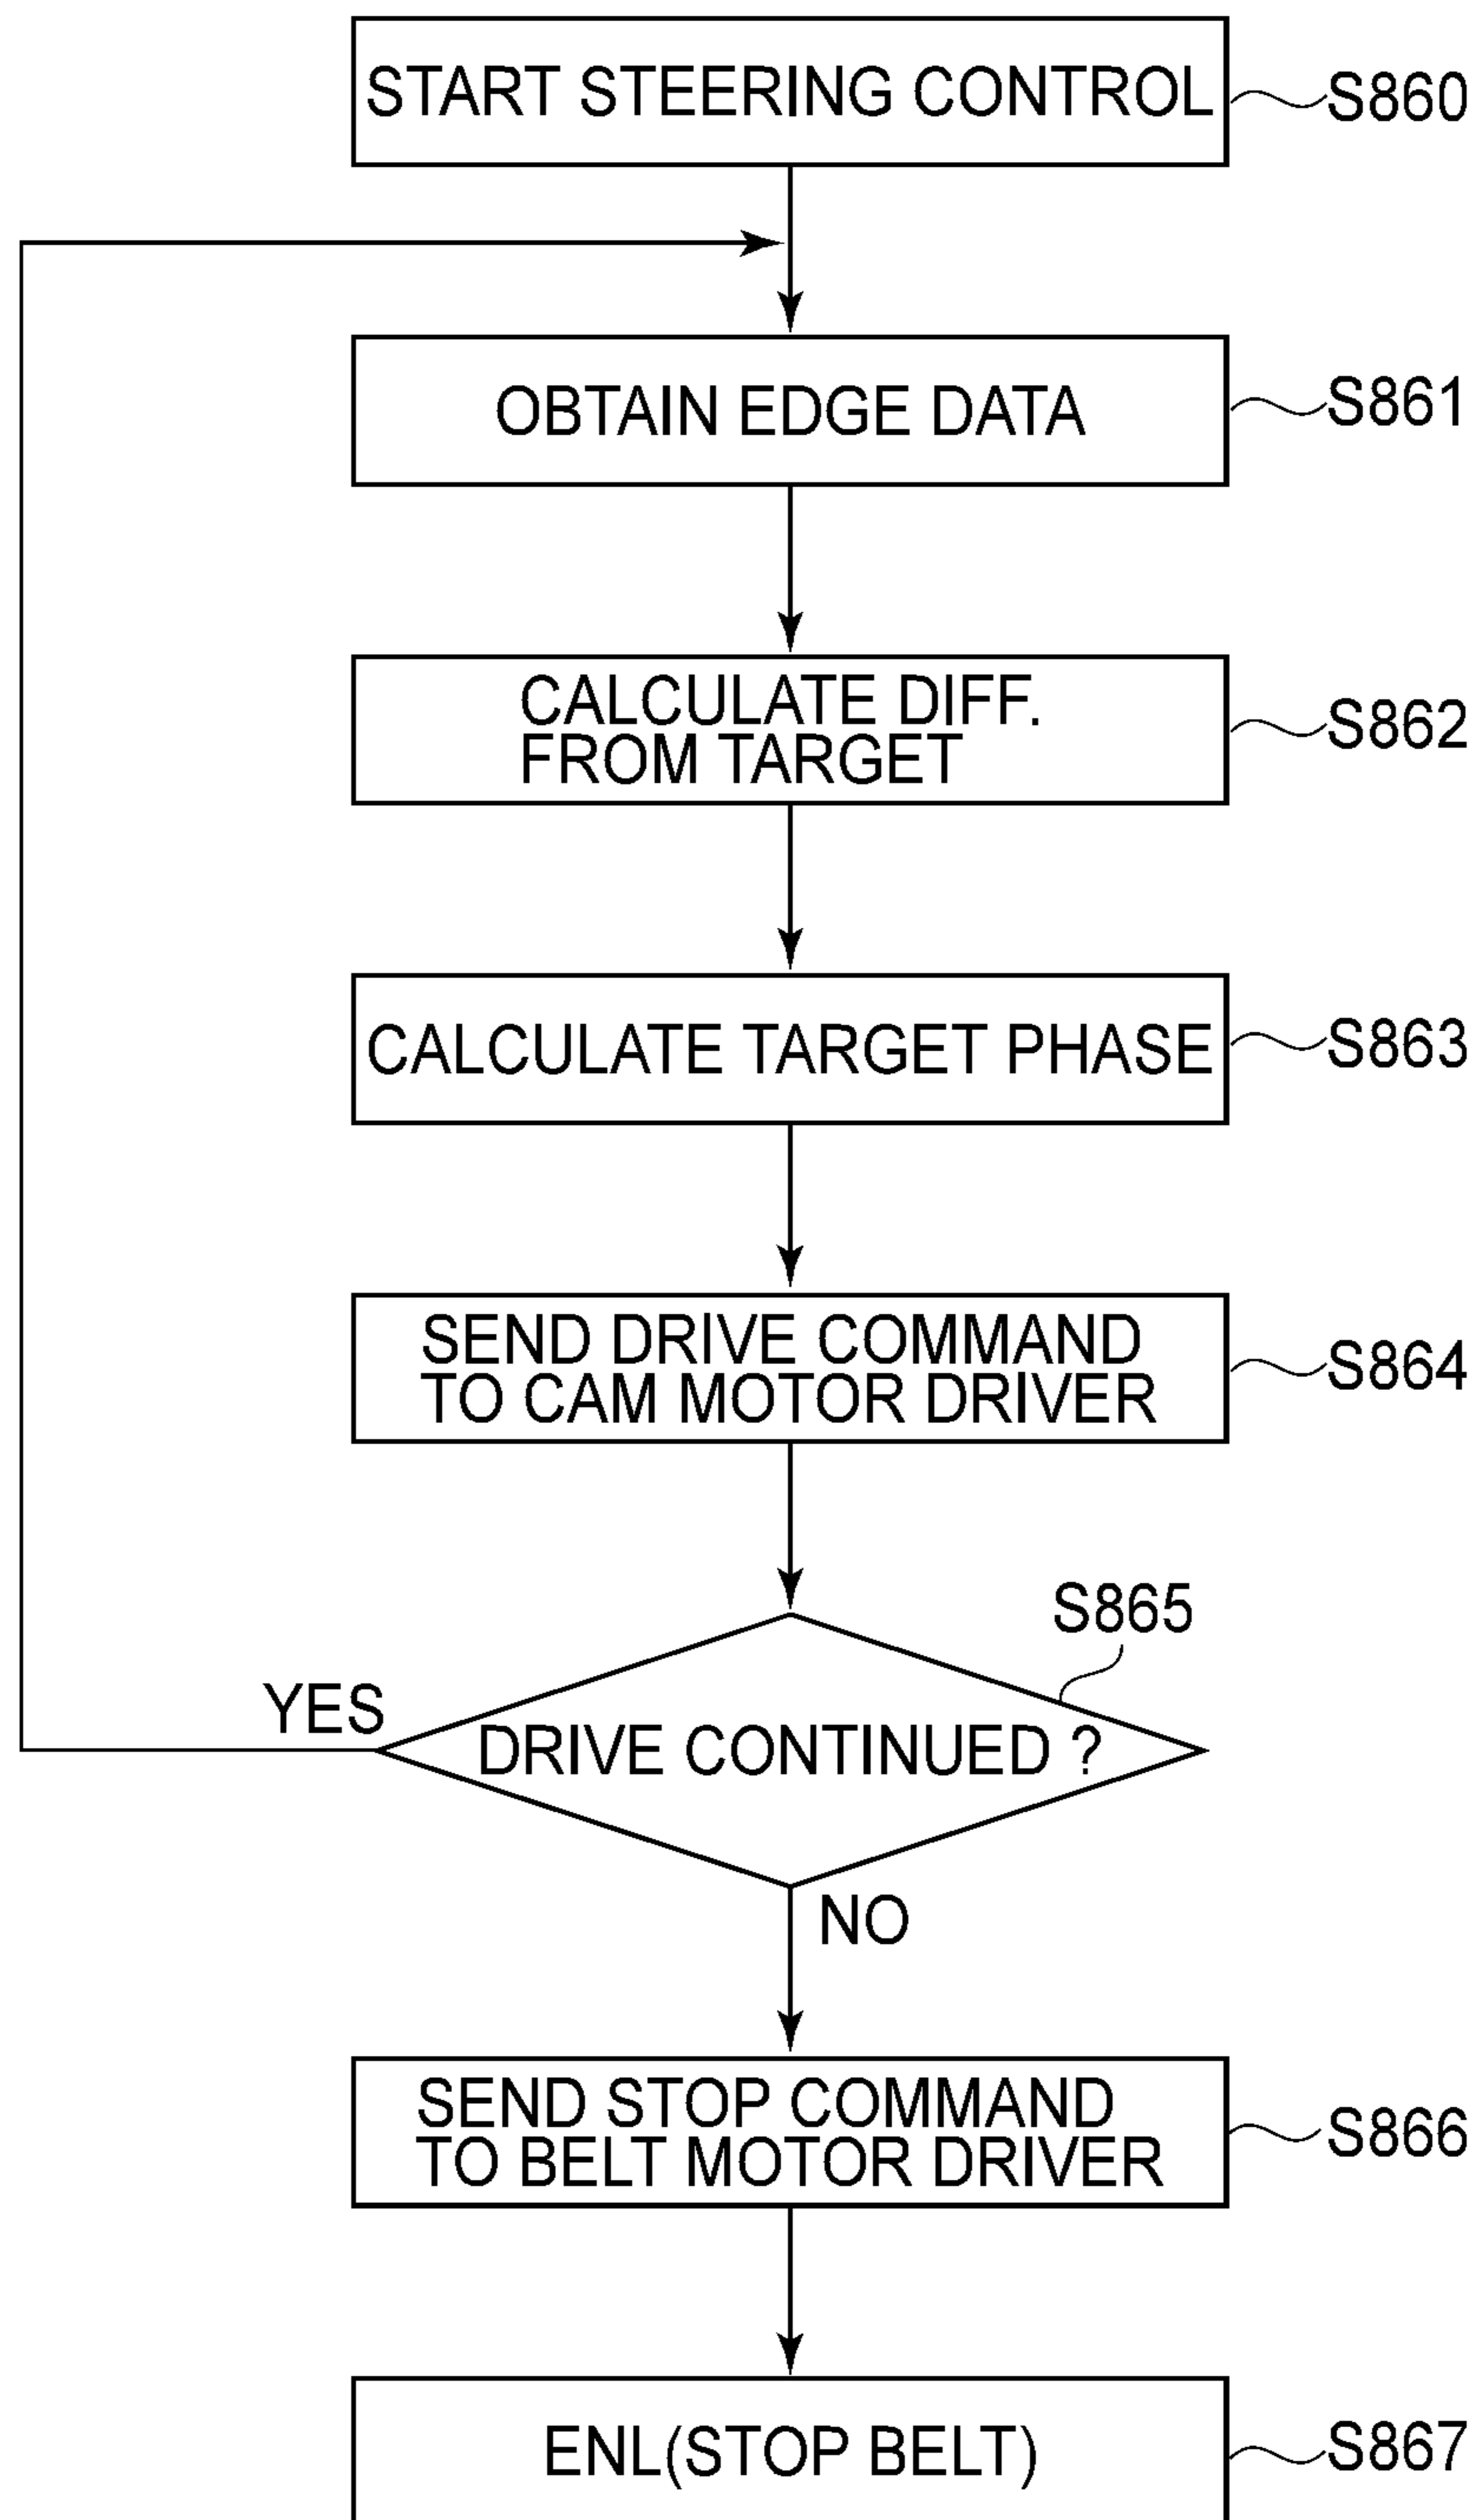 START STEERING CONTROL
S860
OBTAIN EDGE DATA
S861
CALCULATE DIFF.
FROM TARGET
S862
CALCULATE TARGET PHASE
S863
SEND DRIVE COMMAND
TO CAM MOTOR DRIVER
S864
S865
YES
DRIVE CONTINUED ?
NO
SEND STOP COMMAND
TO BELT MOTOR DRIVER
S866
ENL(STOP BELT)
S867